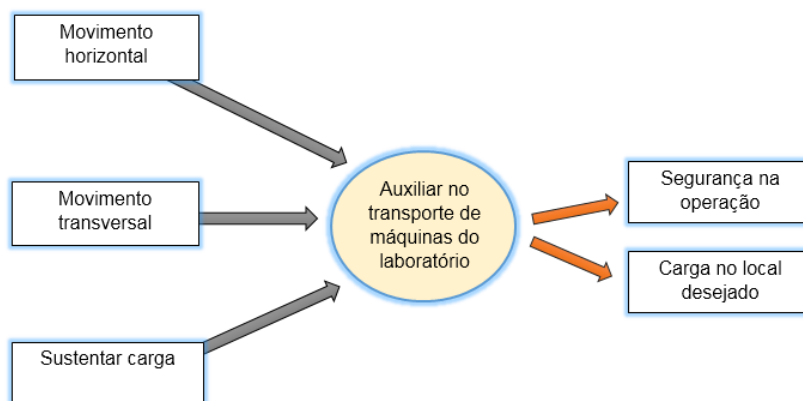 Movimento
horizontal
Movimento
transversal
Sustentar carga
Auxiliar no
transporte de
máquinas do
laboratório
Segurança na
operação
Carga no local
desejado